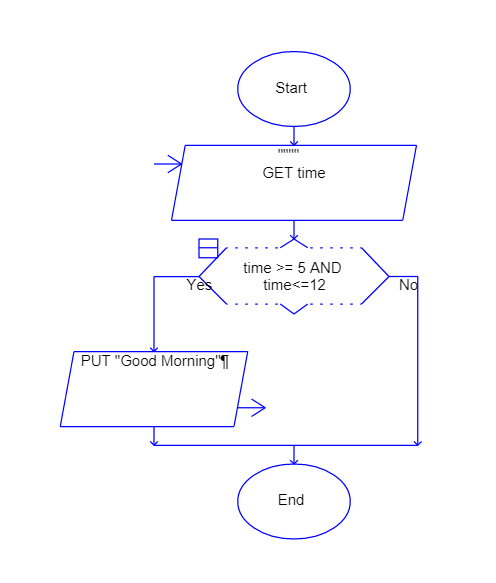 Start
""""
GET time
time >= 5 AND
time<=12
Yes
No
PUT "Good Morning"¶
End